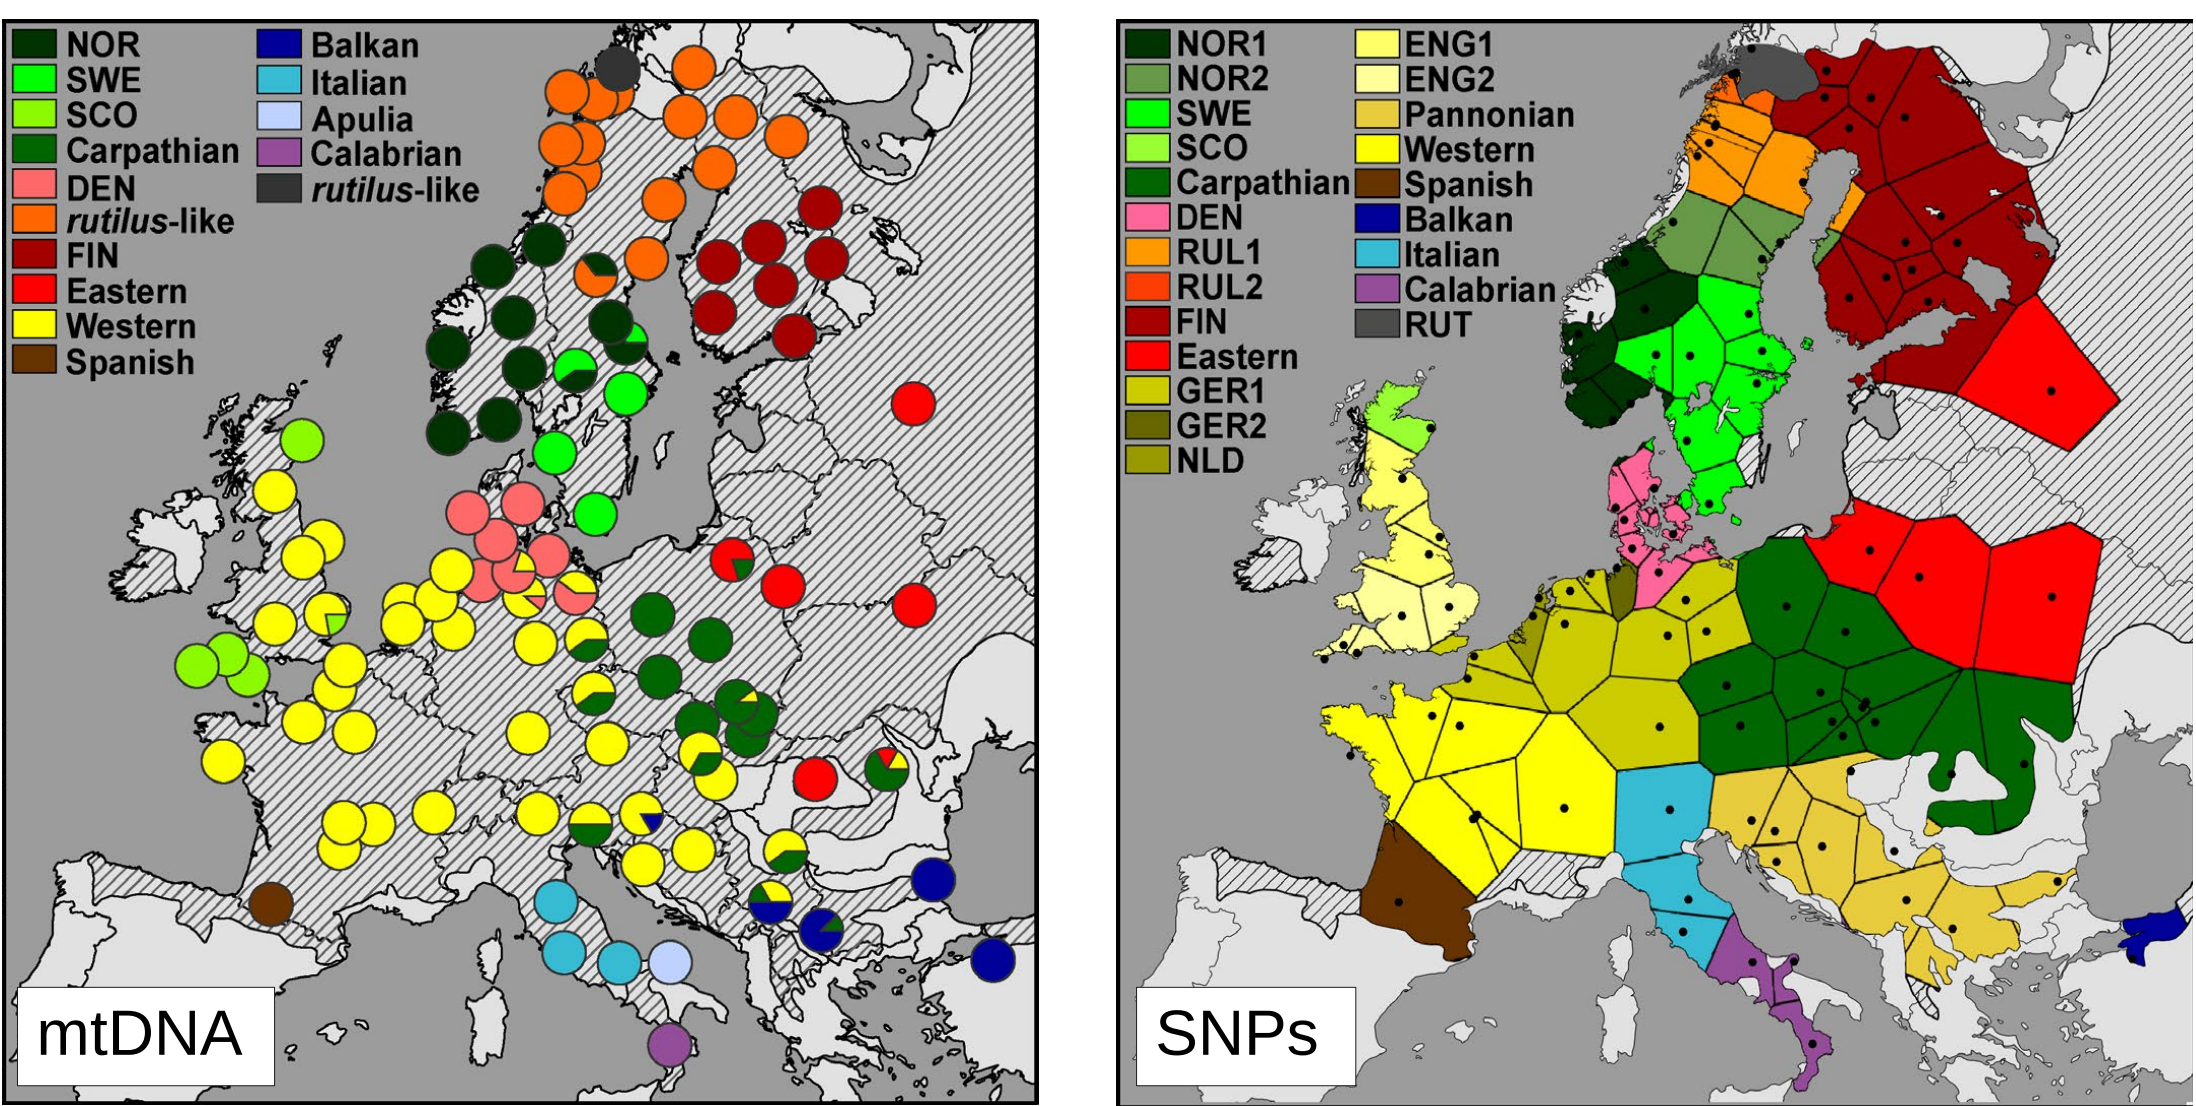 NOR
SWE
SCO
Carpathian
DEN
rutilus-like
FIN
Eastern
Western
Spanish
Balkan
Italian
Apulia
Calabrian
rutilus-like
mtDNA
NOR1
NOR2
SWE
SCO
Carpathian
DEN
RUL1
RUL2
FIN
Eastern
GER1
GER2
NLD
ENG1
ENG2
Pannonian
Western
Spanish
Balkan
Italian
Calabrian
RUT
SNPs